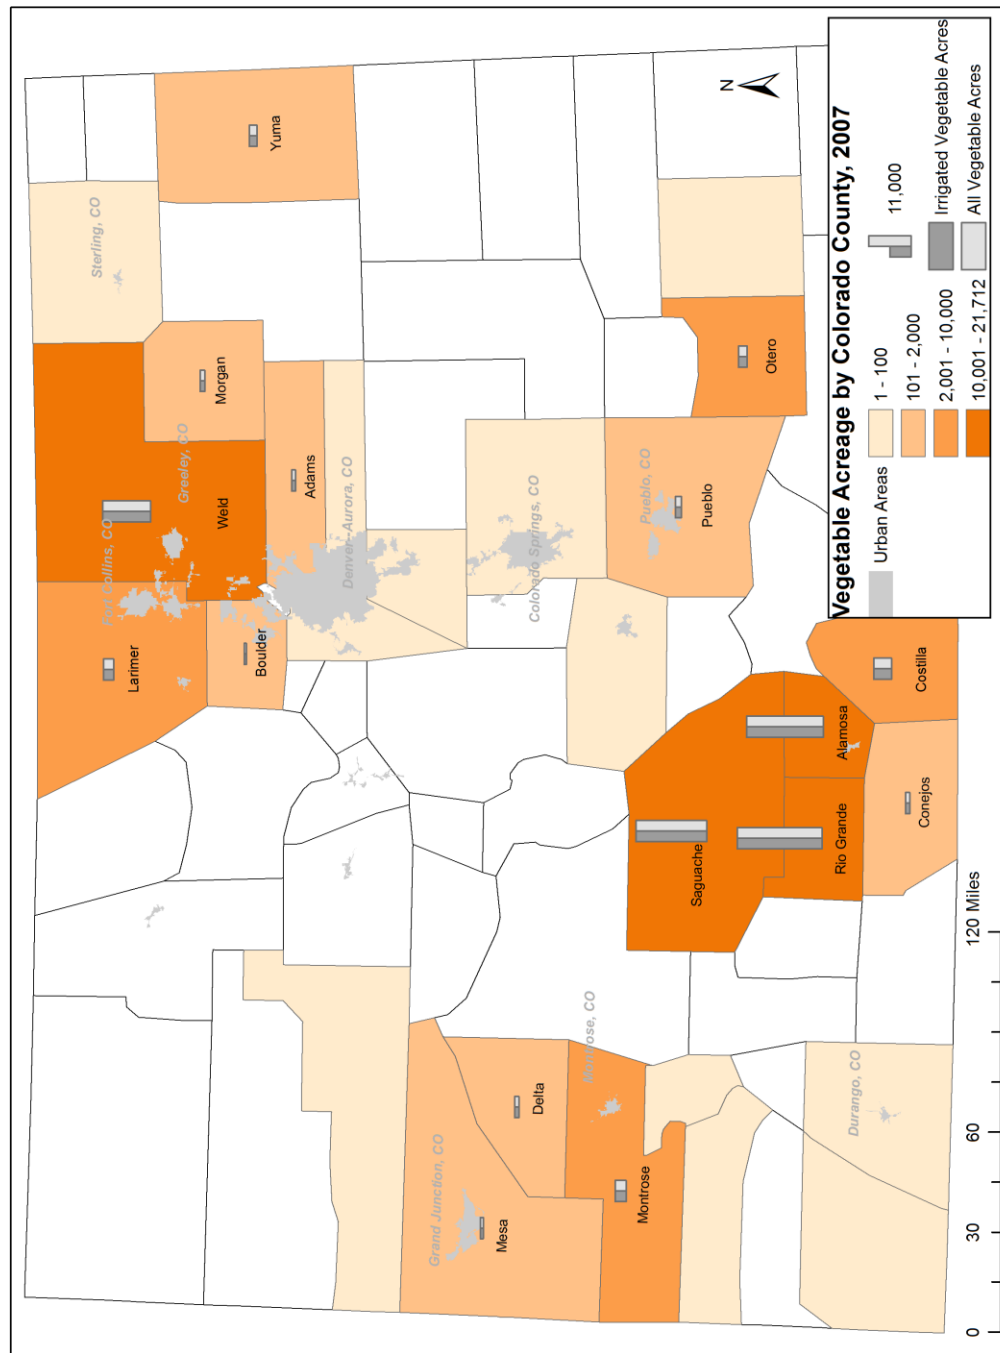 Vegetable Acreage by Colorado County, 2007
Urban Areas
1 - 100
101 - 2,000
2,001 - 10,000
10,001 - 21,712
11,000
Irrigated Vegetable Acres
All Vegetable Acres
N
Sterling, CO
Yuma
Fort Collins, CO
Greeley, CO
Larimer
Weld
Morgan
Boulder
Adams
Denver--Aurora, CO
Grand Junction, CO
Mesa
Delta
Colorado Springs, CO
Montrose, CO
Montrose
Pueblo, CO
Pueblo
Otero
Saguache
Rio Grande
Alamosa
Costilla
Conejos
Durango, CO
0 30 60 120 Miles